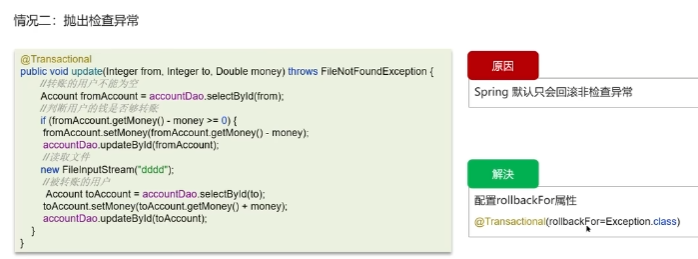 情况二：抛出检查异常
@Transactional
public void update(Integer from, Integer to, Double money) throws FileNotFoundException {
//转账的用户不能为空
Account fromAccount = accountDao.selectById(from);
//判断用户的钱是否够转账
if (fromAccount.getMoney() - money >= 0) {
fromAccount.setMoney(fromAccount.getMoney() - money);
accountDao.updateById(fromAccount);
//读取文件
new FileInputStream("dddd");
//被转账的用户
Account toAccount = accountDao.selectById(to);
toAccount.setMoney(toAccount.getMoney() + money);
accountDao.updateById(toAccount);
}
}
原因
Spring 默认只会回滚非检查异常
解决
配置rollbackFor属性
@Transactional(rollbackFor=Exception.class)